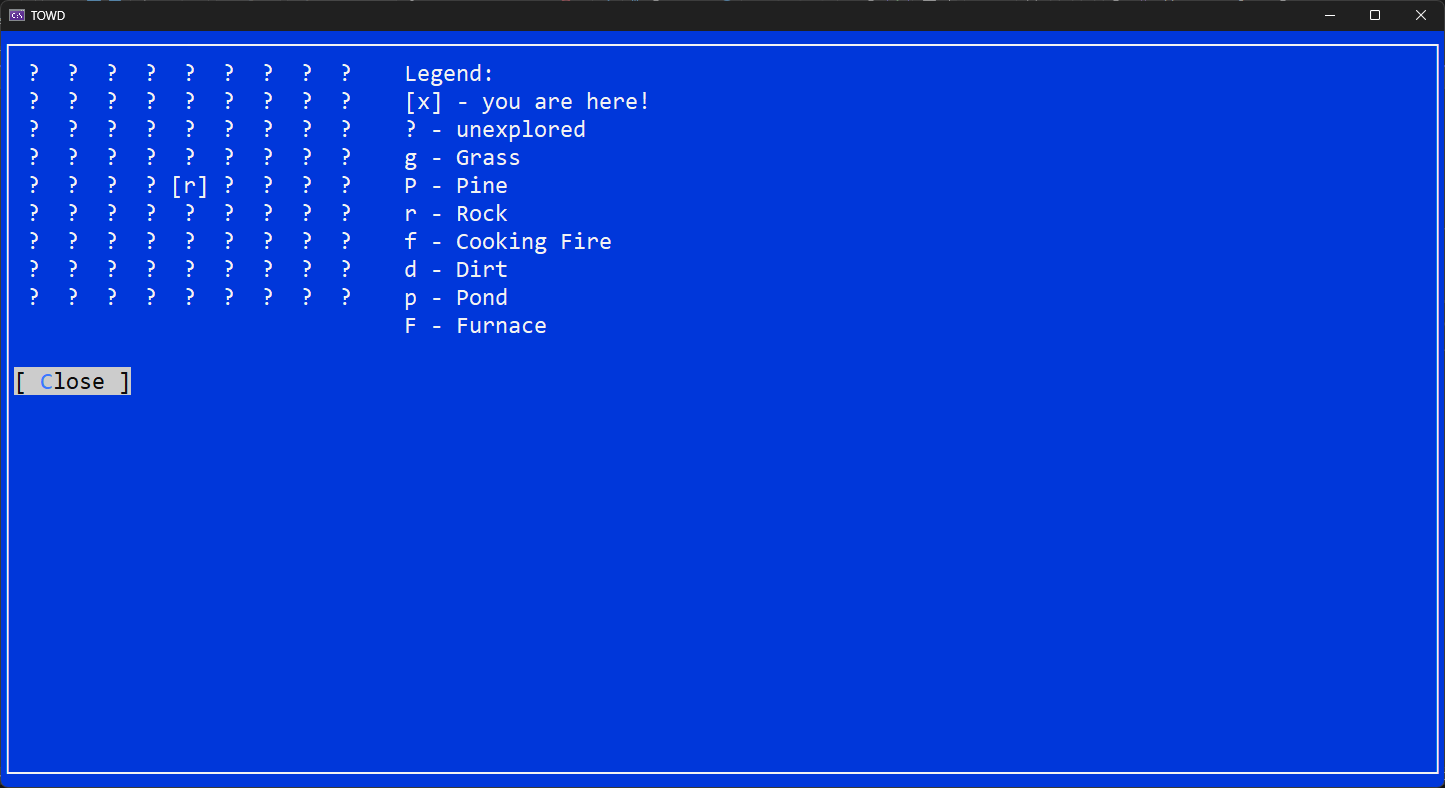 TOWD
? ? ? ? ? ? ? ? ? Legend:
? ? ? ? ? ? ? ? ? [x] - you are here!
? ? ? ? ? ? ? ? ? ? - unexplored
? ? ? ? ? ? ? ? ? g - Grass
? ? ? ? [r] ? ? ? ? P - Pine
? ? ? ? ? ? ? ? ? r - Rock
? ? ? ? ? ? ? ? ? f - Cooking Fire
? ? ? ? ? ? ? ? ? d - Dirt
? ? ? ? ? ? ? ? ? p - Pond
F - Furnace
[ Close ]